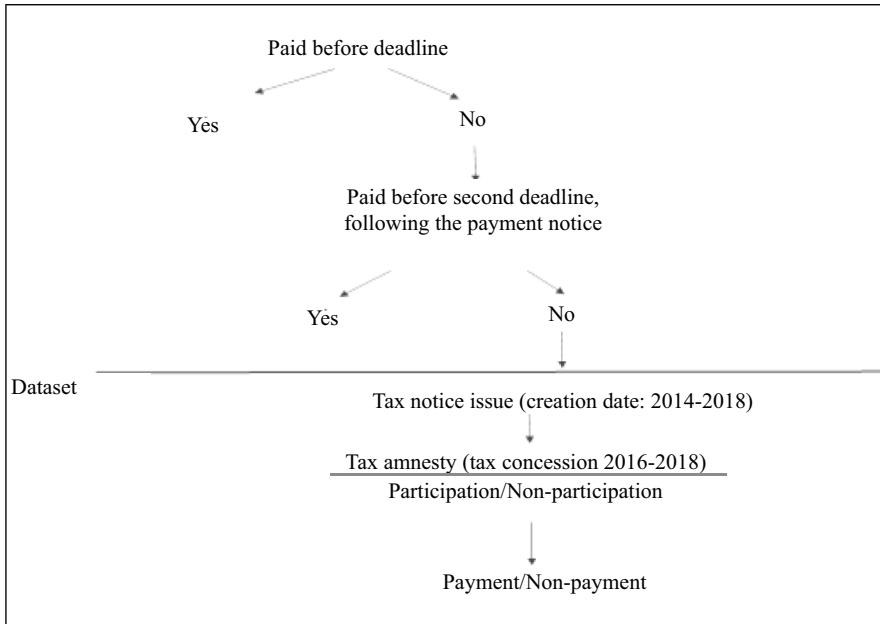 Paid before deadline
Yes
No
Paid before second deadline,
following the payment notice
Yes
No
Dataset
Tax notice issue (creation date: 2014-2018)
Tax amnesty (tax concession 2016-2018)
Participation/Non-participation
Payment/Non-payment